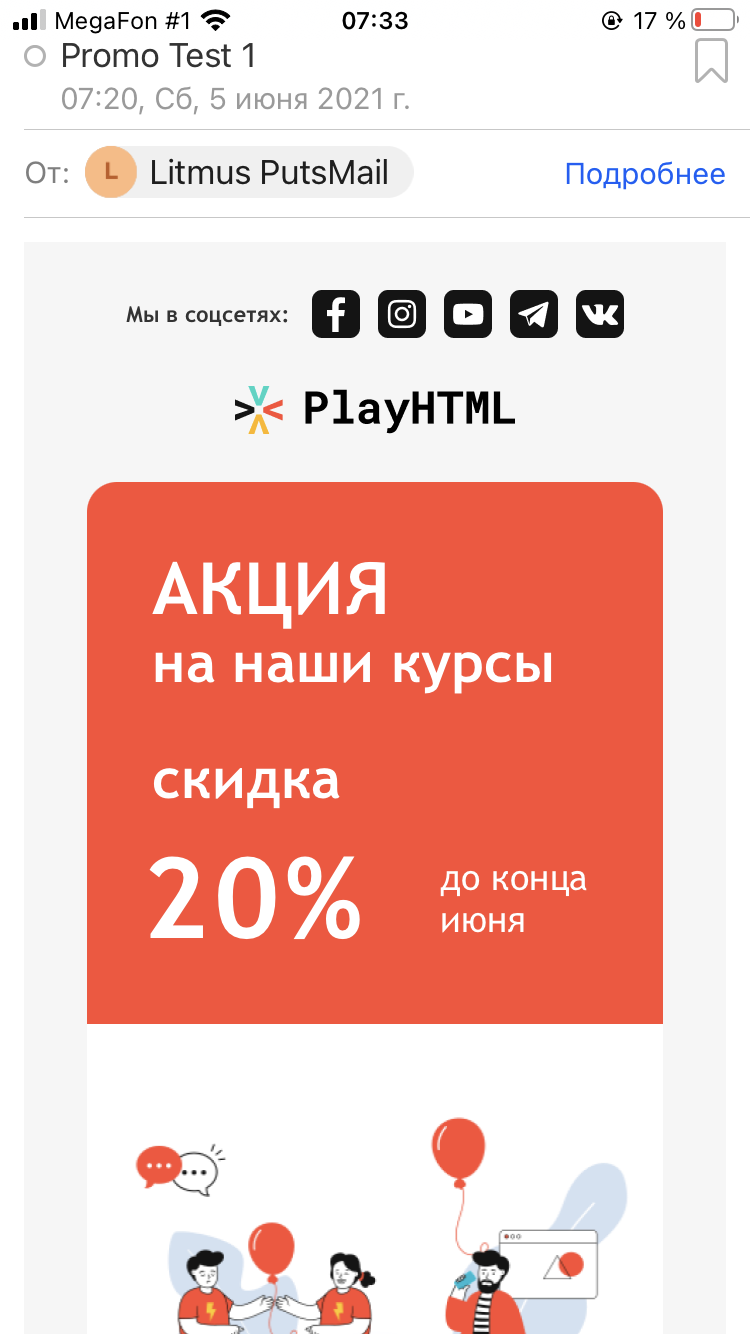 MegaFon #1 07:33 17 %
Promo Test 1
07:20, Сб, 5 июня 2021 г.
От: L Litmus PutsMail Подробнее
Мы в соцсетях:
PlayHTML
АКЦИЯ
на наши курсы
скидка
20% до конца
июня